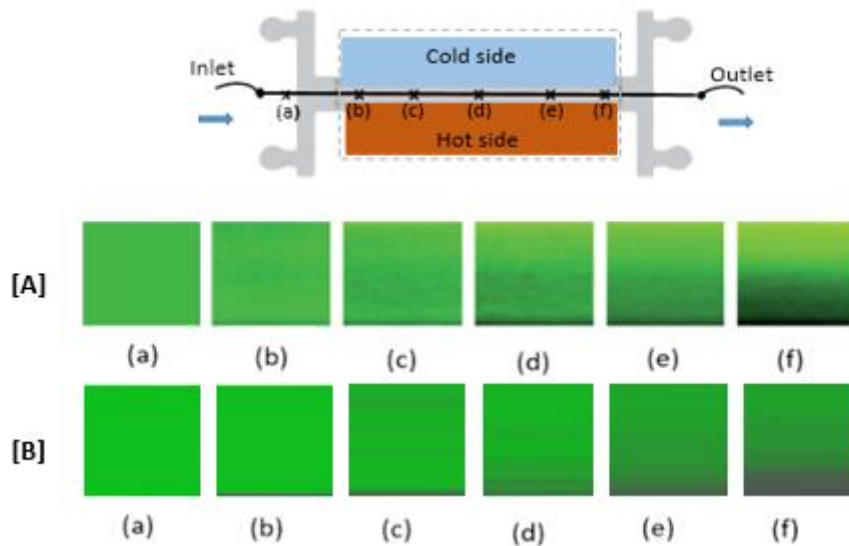 Cold side
Inlet
Outlet
(a) (b) (c) (d) (e) (f)
Hot side
[A]
(a) (b) (c) (d) (e) (f)
[B]
(a) (b) (c) (d) (e) (f)